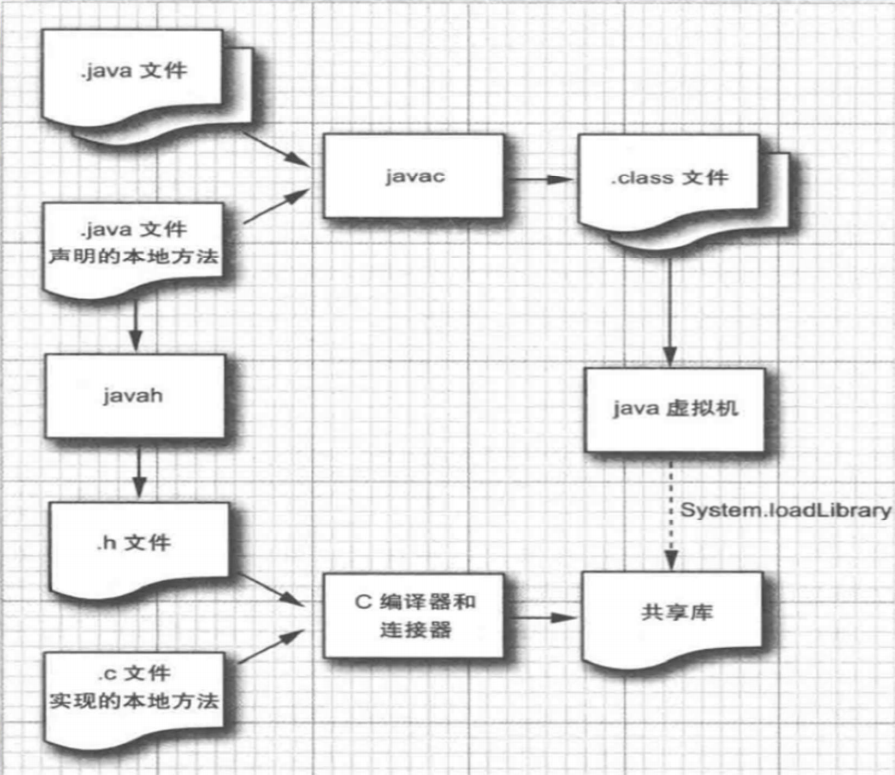 .java 文件
javac
.class 文件
.java 文件
声明的本地方法
javah
java 虚拟机
System.loadLibrary
.h 文件
C 编译器和
连接器
共享库
.c 文件
实现的本地方法